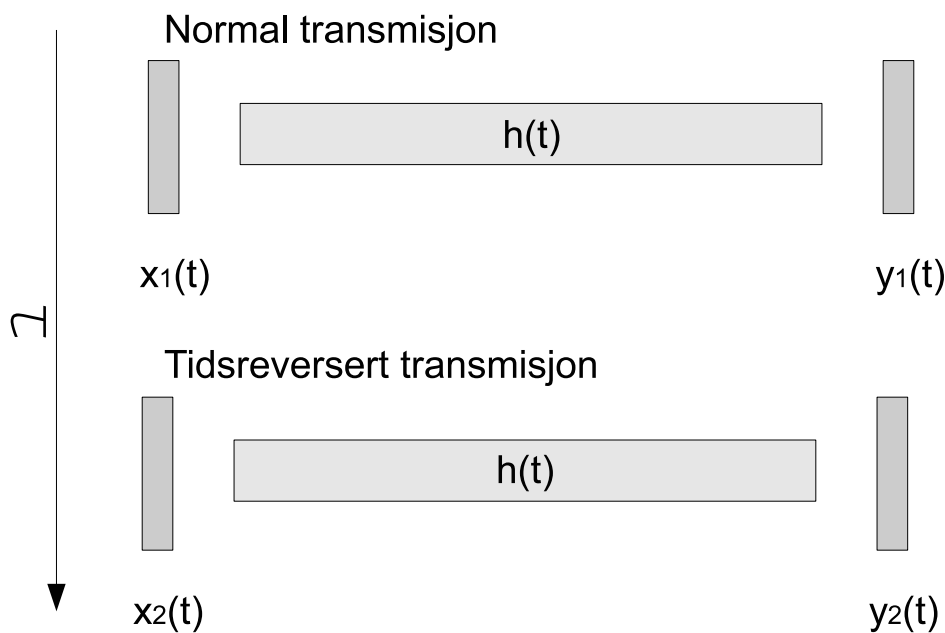 Normal transmisjon
h(t)
x1(t) y1(t)
τ
Tidsreversert transmisjon
h(t)
x2(t) y2(t)